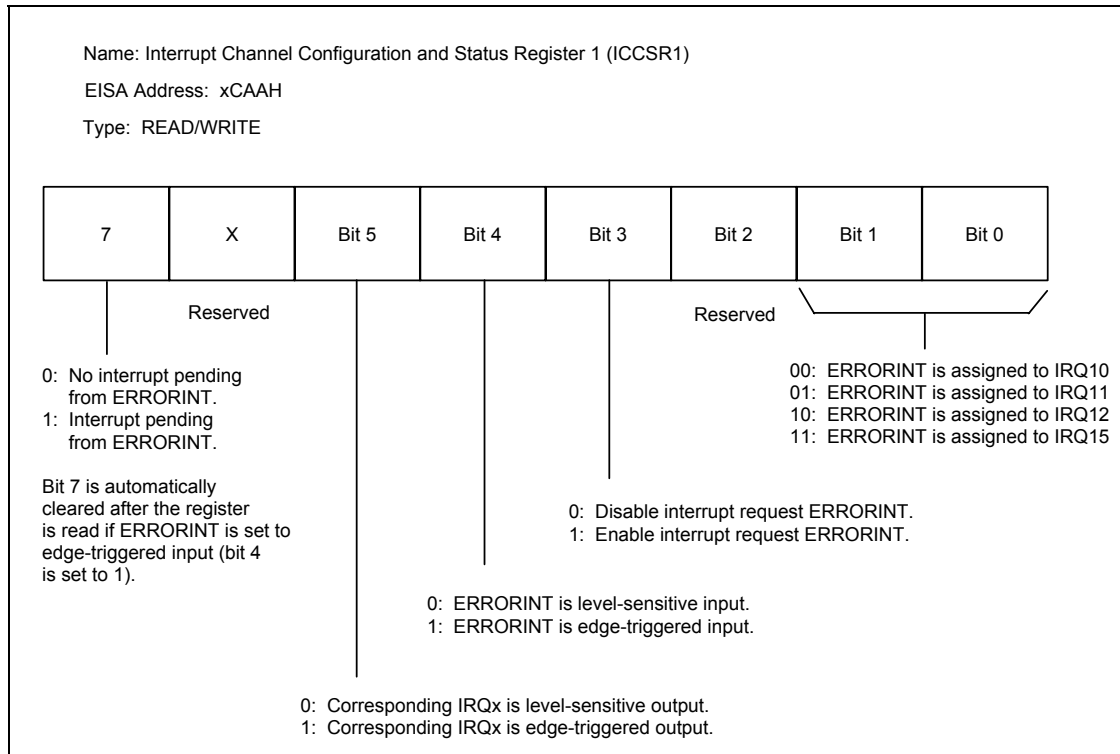 Name: Interrupt Channel Configuration and Status Register 1 (ICCSR1)
EISA Address: xCAAH
Type: READ/WRITE
7 X Bit 5 Bit 4 Bit 3 Bit 2 Bit 1 Bit 0
Reserved Reserved
0: No interrupt pending
from ERRORINT.
1: Interrupt pending
from ERRORINT.
Bit 7 is automatically
cleared after the register
is read if ERRORINT is set to
edge-triggered input (bit 4
is set to 1).
00: ERRORINT is assigned to IRQ10
01: ERRORINT is assigned to IRQ11
10: ERRORINT is assigned to IRQ12
11: ERRORINT is assigned to IRQ15
0: Disable interrupt request ERRORINT.
1: Enable interrupt request ERRORINT.
0: ERRORINT is level-sensitive input.
1: ERRORINT is edge-triggered input.
0: Corresponding IRQx is level-sensitive output.
1: Corresponding IRQx is edge-triggered output.